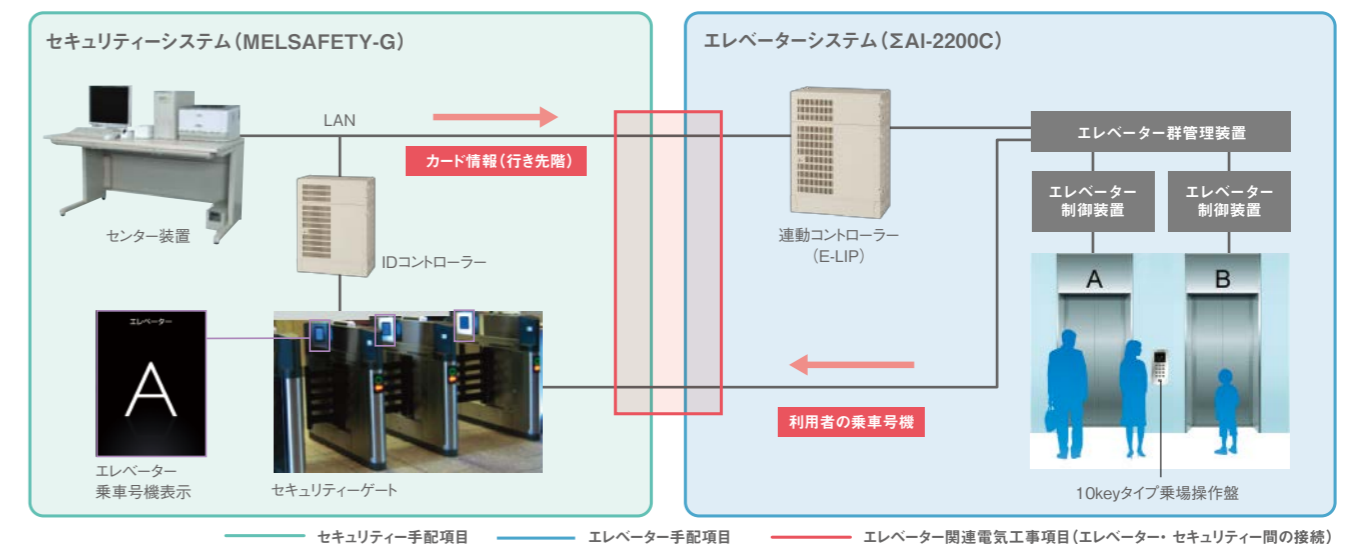 セキュリティーシステム（MELSAFETY-G）
エレベーターシステム（ΣAI-2200C）
LAN
カード情報（行き先階）
エレベーター群管理装置
エレベーター
制御装置
エレベーター
制御装置
センター装置
IDコントローラー
連動コントローラー
（E-LIP）
A
B
エレベーター
A
利用者の乗車号機
エレベーター
乗車号機表示
セキュリティーゲート
10keyタイプ乗場操作盤
セキュリティー手配項目
エレベーター手配項目
エレベーター関連電気工事項目（エレベーター・セキュリティー間の接続）